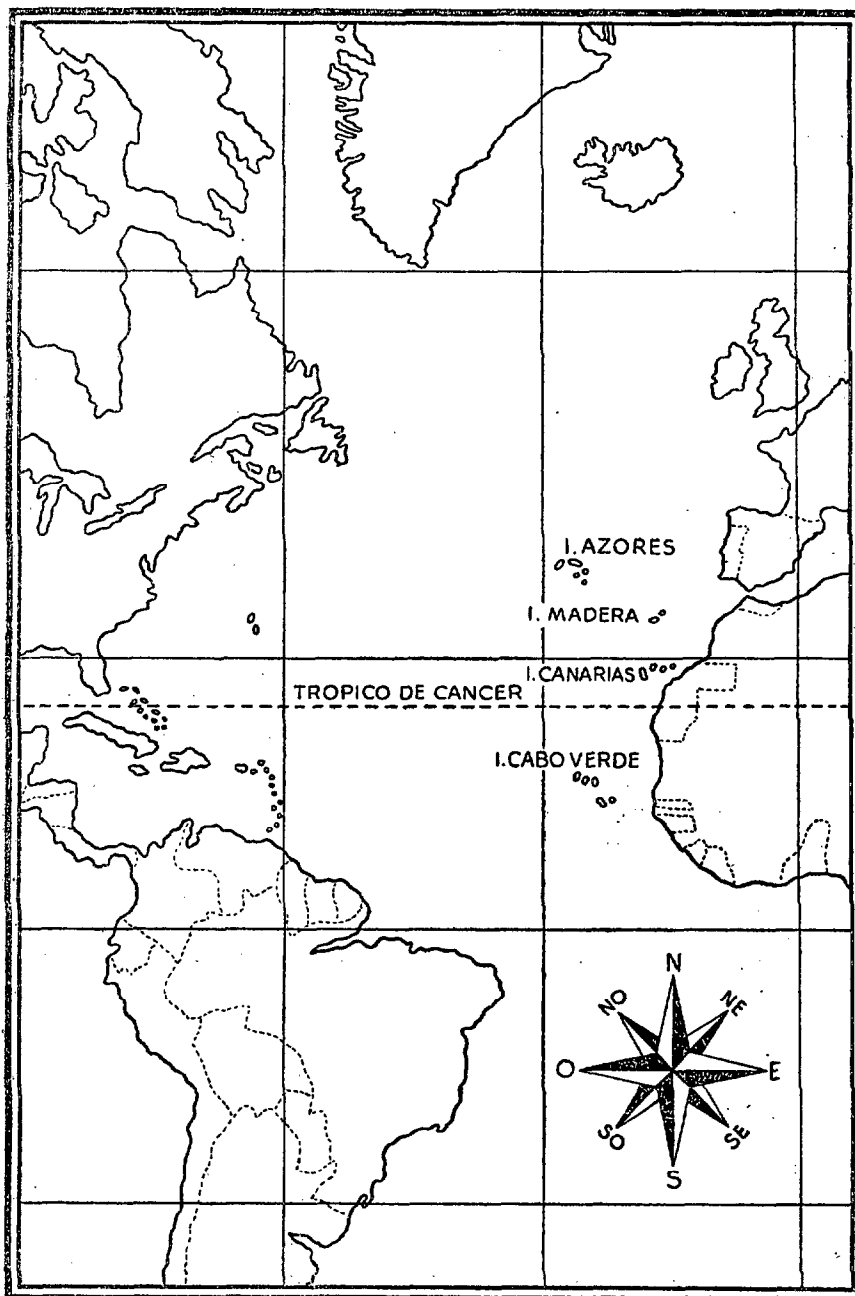 I. AZORES
I. MADERA
I. CANARIAS
TROPICO DE CANCER
I. CABO VERDE
N
NO
NE
O
E
SO
SE
S